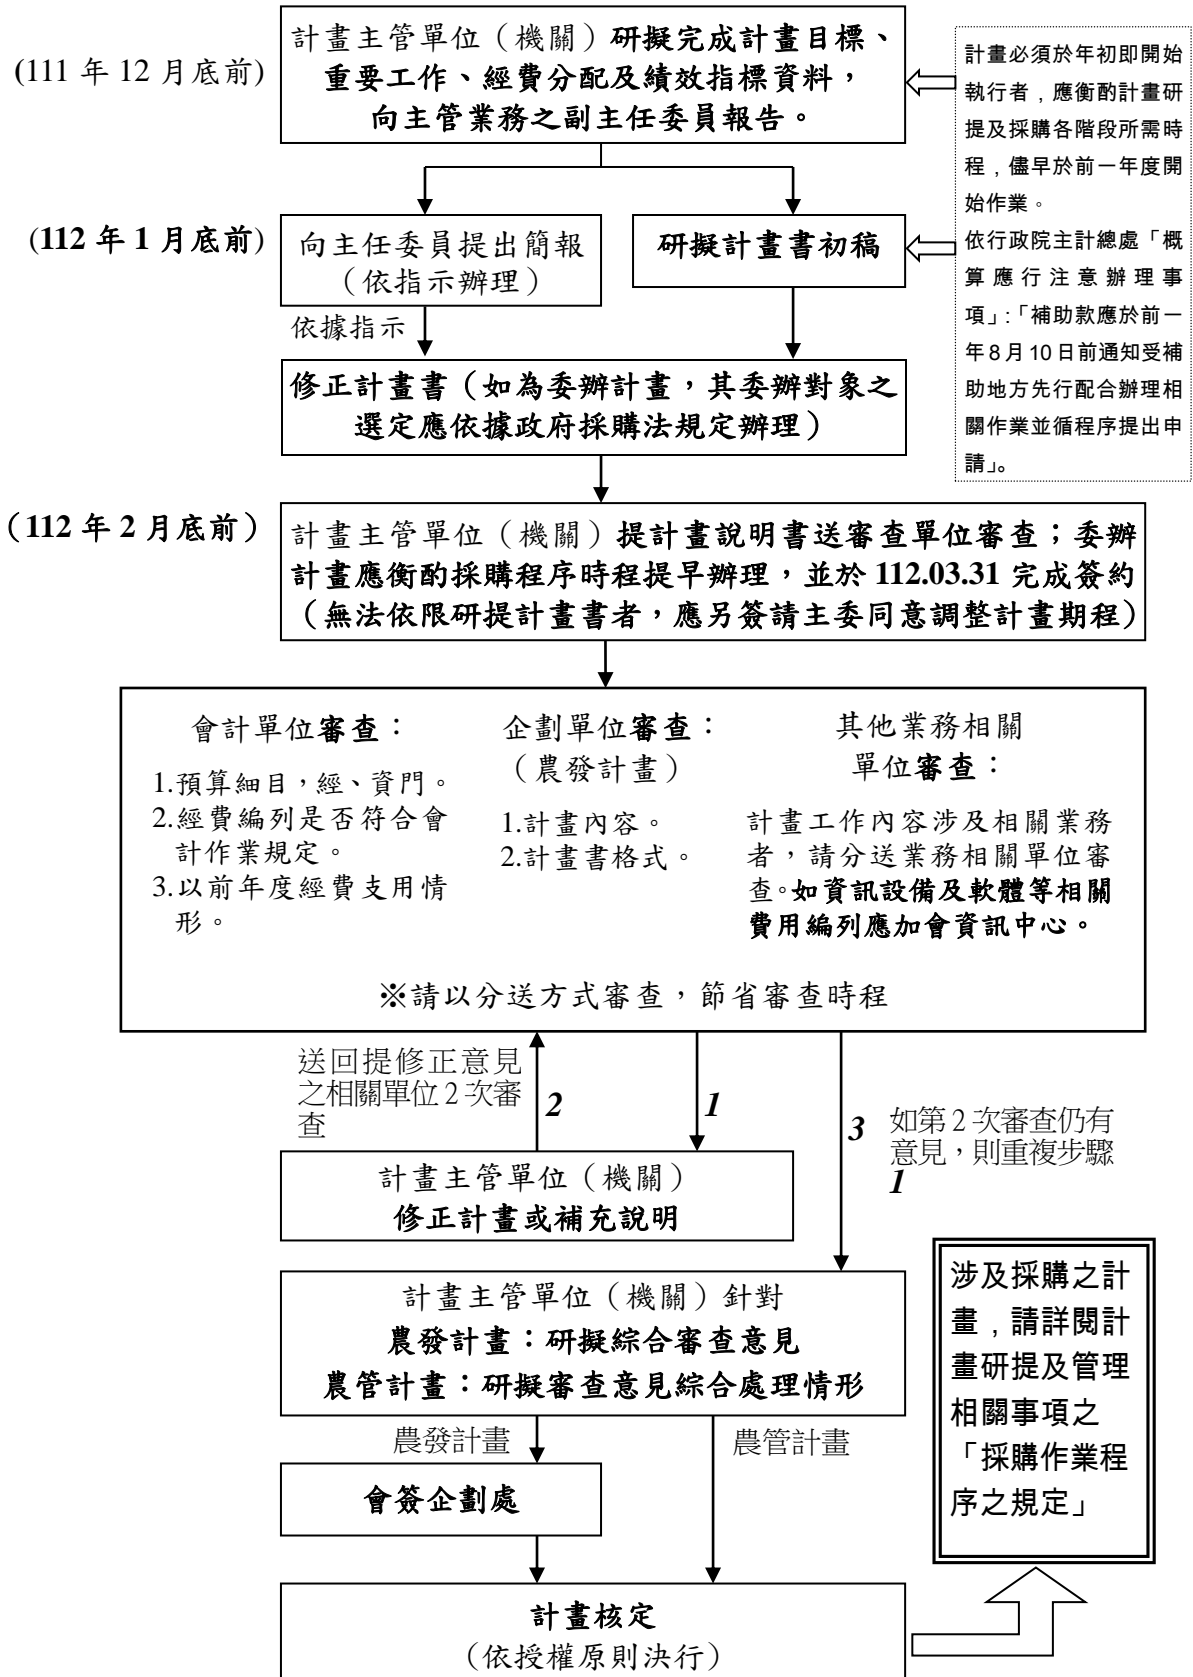 計畫主管單位（機關）研擬完成計畫目標、
重要工作、經費分配及績效指標資料，
向主管業務之副主任委員報告。
(111 年 12 月底前)
計畫必須於年初即開始
執行者，應衡酌計畫研
提及採購各階段所需時
程，儘早於前一年度開
始作業。
依行政院主計總處「概
算應行注意辦理事
項」:「補助款應於前一
年8月10日前通知受補
助地方先行配合辦理相
關作業並循程序提出申
請」。
(112 年 1 月底前)
向主任委員提出簡報
（依指示辦理）
研擬計畫書初稿
依據指示
修正計畫書（如為委辦計畫，其委辦對象之
選定應依據政府採購法規定辦理）
（112 年 2 月底前）
計畫主管單位（機關）提計畫說明書送審查單位審查；委辦
計畫應衡酌採購程序時程提早辦理，並於 112.03.31 完成簽約
（無法依限研提計畫書者，應另簽請主委同意調整計畫期程）
會計單位審查：
1.預算細目，經、資門。
2.經費編列是否符合會
計作業規定。
3.以前年度經費支用情
形。
企劃單位審查：
（農發計畫）
1.計畫內容。
2.計畫書格式。
其他業務相關
單位審查：
計畫工作內容涉及相關業務
者，請分送業務相關單位審
查。如資訊設備及軟體等相關
費用編列應加會資訊中心。
※請以分送方式審查，節省審查時程
送回提修正意見
之相關單位 2 次審
查
2
1
3
如第 2 次審查仍有
意見，則重複步驟
1
計畫主管單位（機關）
修正計畫或補充說明
計畫主管單位（機關）針對
農發計畫：研擬綜合審查意見
農管計畫：研擬審查意見綜合處理情形
涉及採購之計
畫，請詳閱計
畫研提及管理
相關事項之
「採購作業程
序之規定」
農發計畫
農管計畫
會簽企劃處
計畫核定
（依授權原則決行）